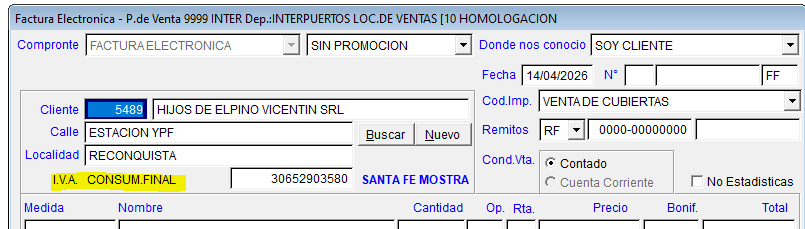 Factura Electronica - P.de Venta 9999 INTER Dep.:INTERPUERTOS LOC.DE VENTAS [10 HOMOLOGACION
Compronte FACTURA ELECTRONICA SIN PROMOCION Donde nos conocio SOY CLIENTE
Fecha 14/04/2026 N° FF
Cliente 5489 HIJOS DE ELPINO VICENTIN SRL Cod.Imp. VENTA DE CUBIERTAS
Calle ESTACION YPF Buscar Nuevo Remitos RF 0000-00000000
Localidad RECONQUISTA Cond.Vta. Contado
I.V.A. CONSUM.FINAL 30652903580 SANTA FE MOSTRA Cuenta Corriente No Estadisticas
Medida Nombre Cantidad Op. Rta. Precio Bonif. Total